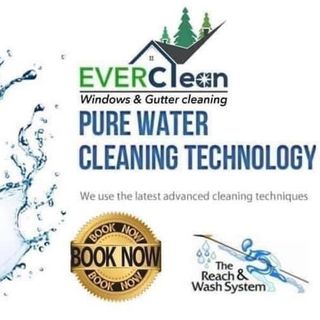 EVERClean
Windows & Gutter cleaning
PURE WATER
CLEANING TECHNOLOGY
We use the latest advanced cleaning techniques
BOOK NOW
BOOK NOW
BOOK NOW
The
Reach &
Wash System